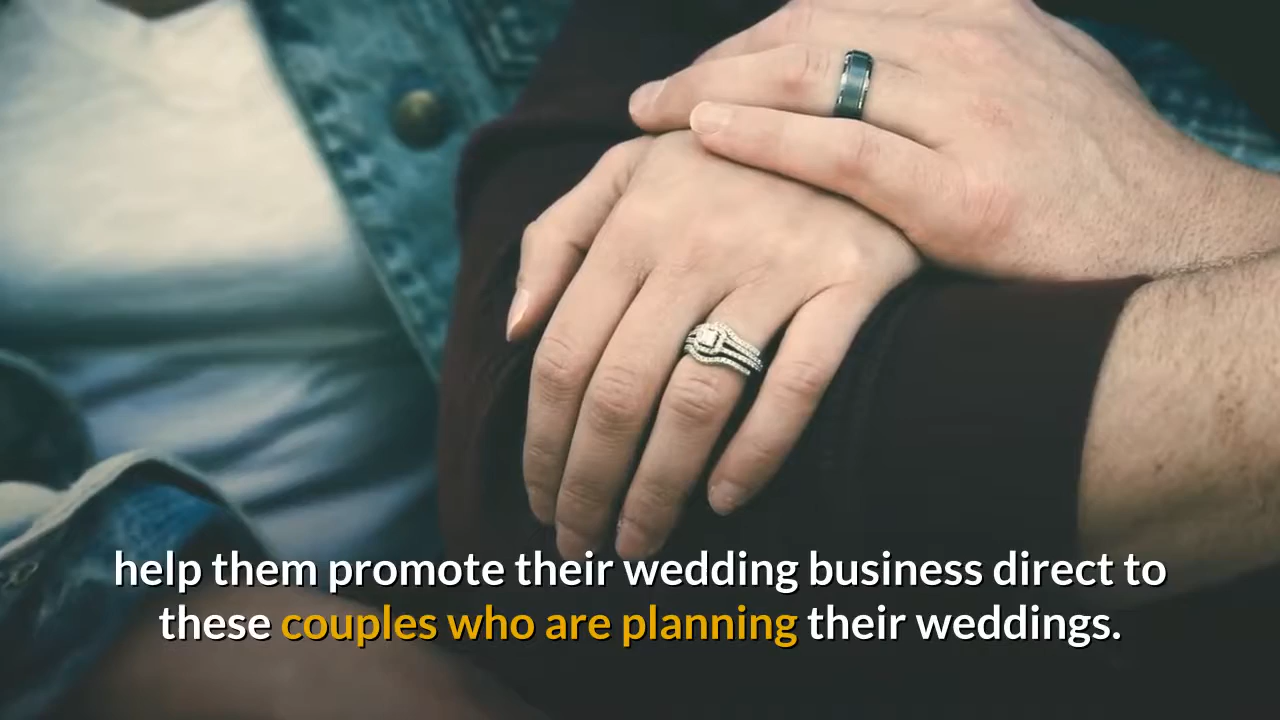 help them promote their wedding business direct to
these couples who are planning their weddings.